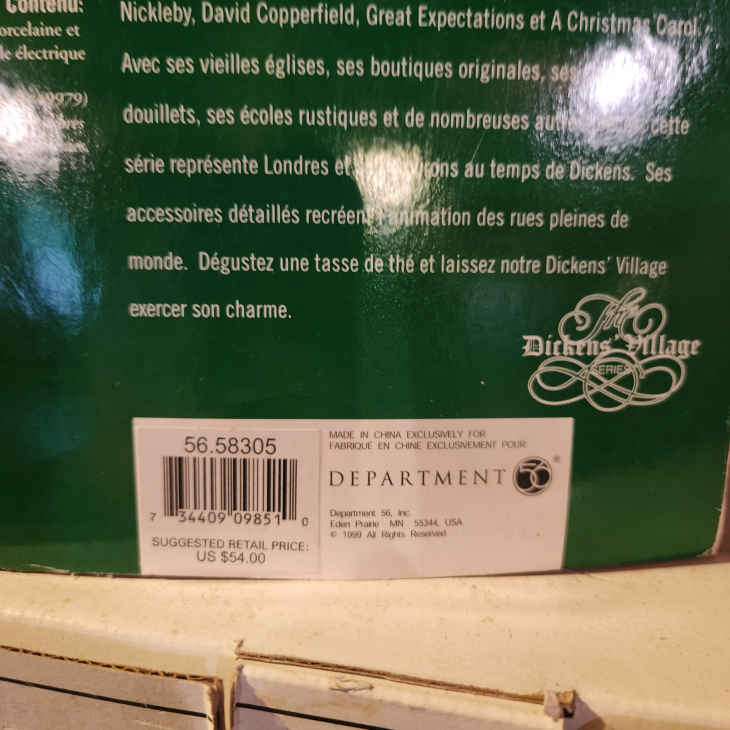 Contenu:
orcelaine et
le électrique
9979)
Nickleby, David Copperfield, Great Expectations et A Christmas Carol.
Avec ses vieilles églises, ses boutiques originales, ses
douillets, ses écoles rustiques et de nombreuses cette
série représente Londres et au temps de Dickens. Ses
accessoires détaillés recréent l'animation des rues pleines de
monde. Dégustez une tasse de thé et laissez notre Dickens' Village
exercer son charme.
The
Dickens' Village
SERIES
56.58305
7 34409 09851 0
SUGGESTED RETAIL PRICE:
US $54.00
MADE IN CHINA EXCLUSIVELY FOR
FABRIQUÉ EN CHINE EXCLUSIVEMENT POUR
DEPARTMENT 56 ®
Department 56, Inc.
Eden Prairie MN 55344, USA
© 1999 All Rights Reserved